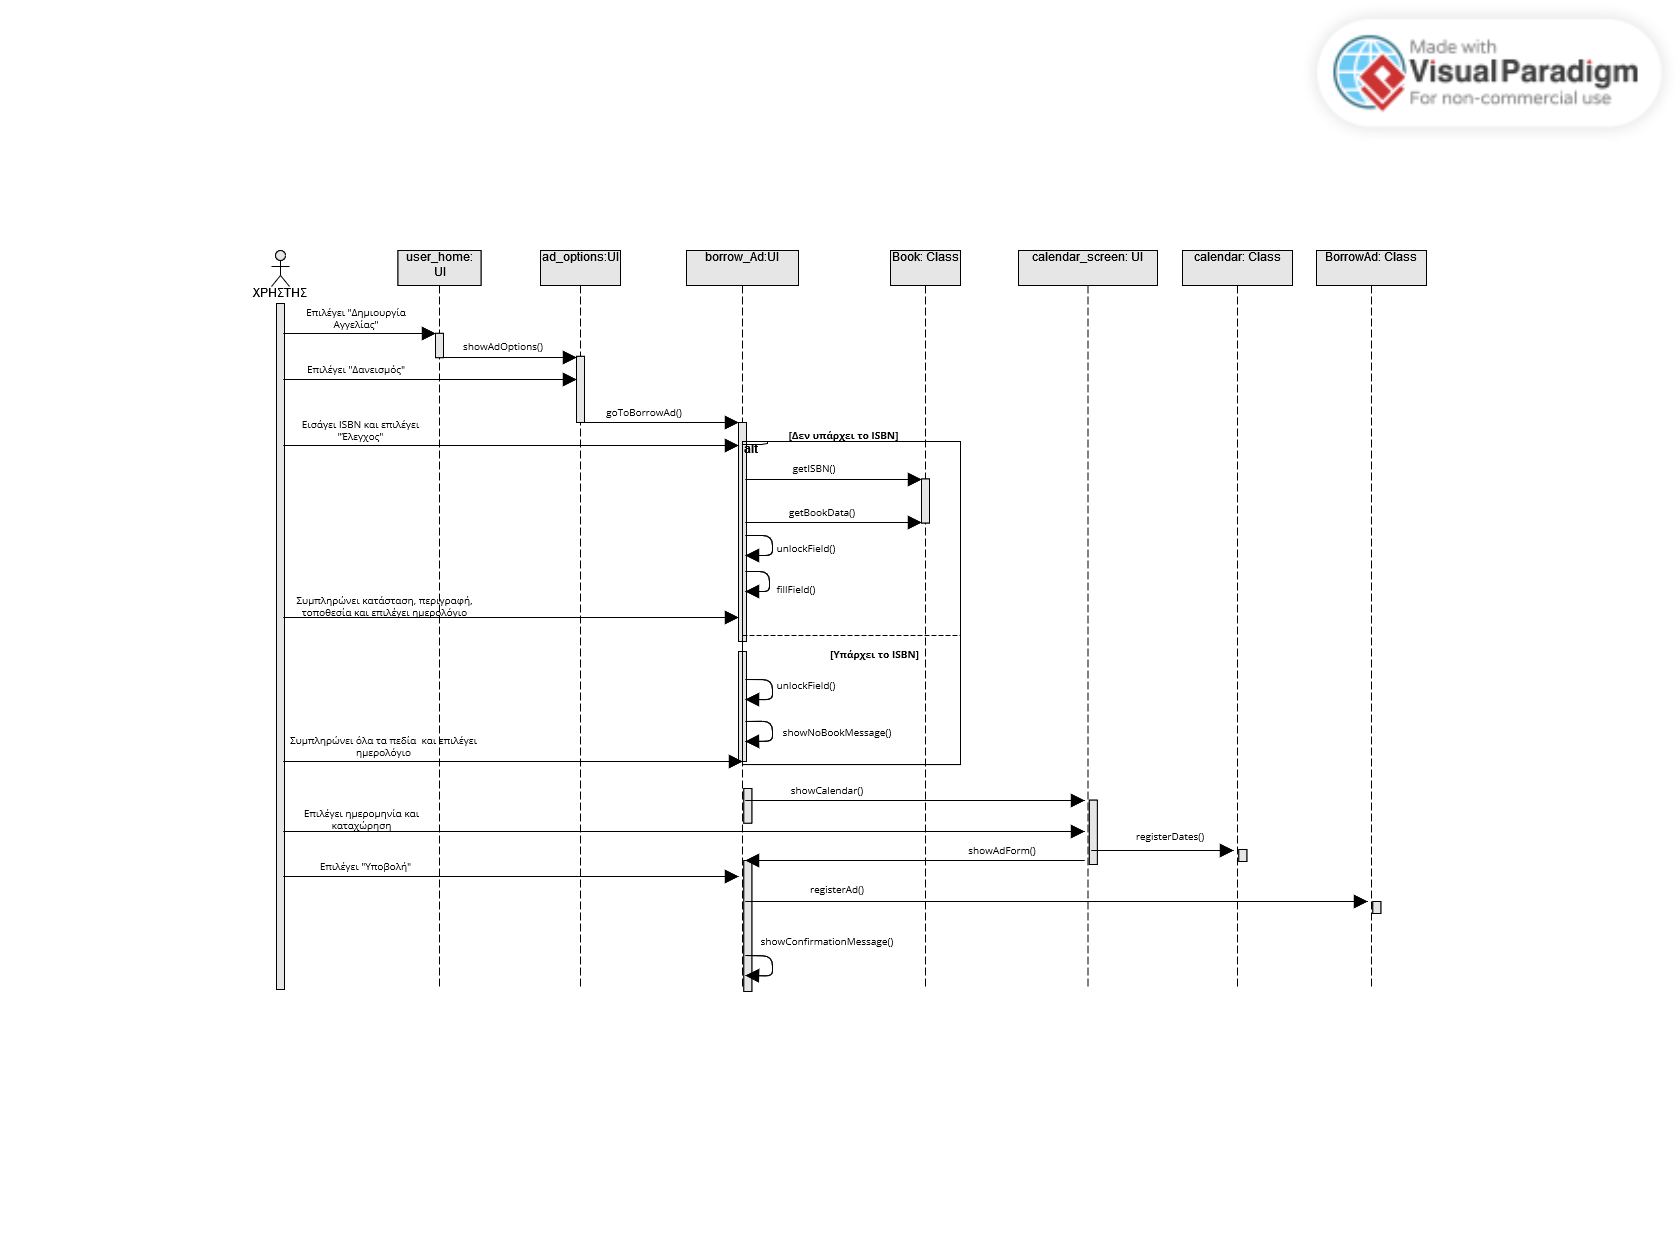 Made with
Visual Paradigm
For non-commercial use
user_home:
UI
ad_options:UI
borrow_Ad:UI
Book: Class
calendar_screen: UI
calendar: Class
BorrowAd: Class
ΧΡΗΣΤΗΣ
Επιλέγει "Δημιουργία
Αγγελίας"
showAdOptions()
Επιλέγει "Δανεισμός"
goToBorrowAd()
Εισάγει ISBN και επιλέγει
"Έλεγχος"
[Δεν υπάρχει το ISBN]
alt
getISBN()
getBookData()
unlockField()
fillField()
Συμπληρώνει κατάσταση, περιγραφή,
τοποθεσία και επιλέγει ημερολόγιο
[Υπάρχει το ISBN]
unlockField()
showNoBookMessage()
Συμπληρώνει όλα τα πεδία  και επιλέγει
ημερολόγιο
showCalendar()
Επιλέγει ημερομηνία και
καταχώρηση
registerDates()
showAdForm()
Επιλέγει "Υποβολή"
registerAd()
showConfirmationMessage()